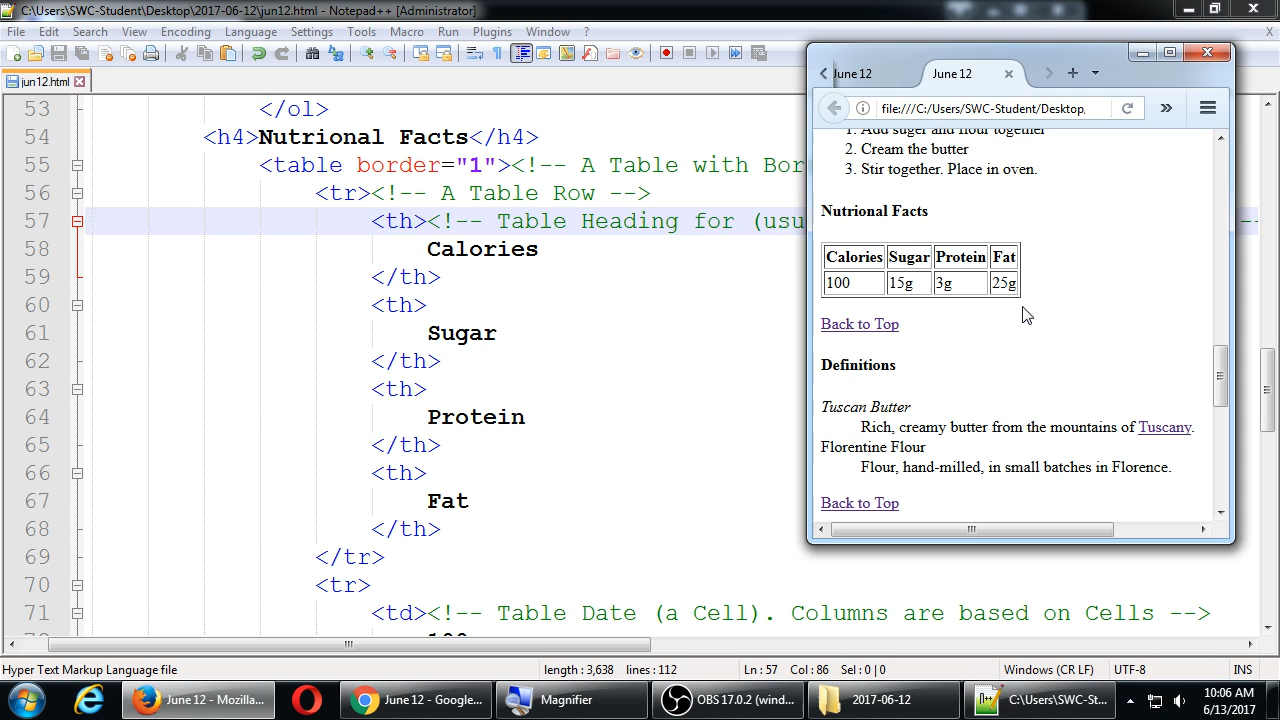 C:\Users\SWC-Student\Desktop\2017-06-12\jun12.html - Notepad++ [Administrator]
File Edit Search View Encoding Language Settings Tools Macro Run Plugins Window ? X
jun12.html
53 </ol>
54 <h4>Nutrional Facts</h4>
55 <table border="1"><!-- A Table with Bor
56 <tr><!-- A Table Row -->
57 <th><!-- Table Heading for (usu
58 Calories
59 </th>
60 <th>
61 Sugar
62 </th>
63 <th>
64 Protein
65 </th>
66 <th>
67 Fat
68 </th>
69 </tr>
70 <tr>
71 <td><!-- Table Date (a Cell). Columns are based on Cells -->
June 12
June 12
file:///C:/Users/SWC-Student/Desktop,
1. Add suger and flour together
2. Cream the butter
3. Stir together. Place in oven.
Nutrional Facts
Calories Sugar Protein Fat
100 15g 3g 25g
Back to Top
Definitions
Tuscan Butter
Rich, creamy butter from the mountains of Tuscany.
Florentine Flour
Flour, hand-milled, in small batches in Florence.
Back to Top
Hyper Text Markup Language file length : 3,638 lines : 112 Ln : 57 Col : 86 Sel : 0 | 0 Windows (CR LF) UTF-8 INS
June 12 - Mozilla... June 12 - Google... Magnifier OBS 17.0.2 (wind... 2017-06-12 C:\Users\SWC-St...
10:06 AM
6/13/2017